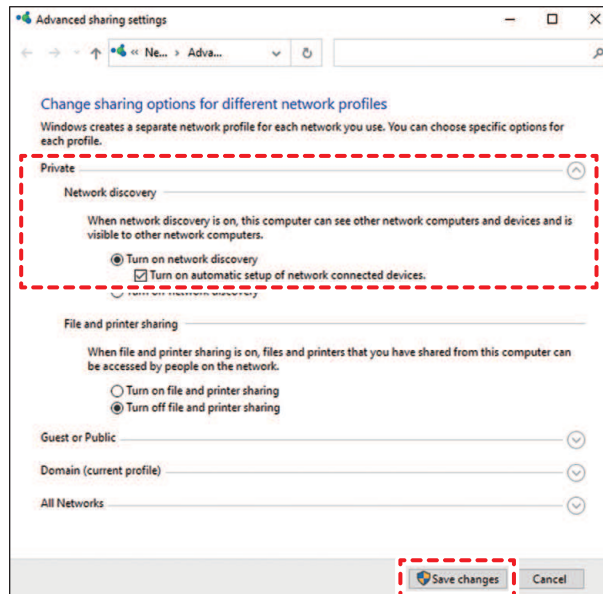 Advanced sharing settings
« Ne... › Adva...
Change sharing options for different network profiles
Windows creates a separate network profile for each network you use. You can choose specific options for
each profile.
Private
Network discovery
When network discovery is on, this computer can see other network computers and devices and is
visible to other network computers.
Turn on network discovery
Turn on automatic setup of network connected devices.
Turn off network discovery
File and printer sharing
When file and printer sharing is on, files and printers that you have shared from this computer can
be accessed by people on the network.
Turn on file and printer sharing
Turn off file and printer sharing
Guest or Public
Domain (current profile)
All Networks
Save changes Cancel